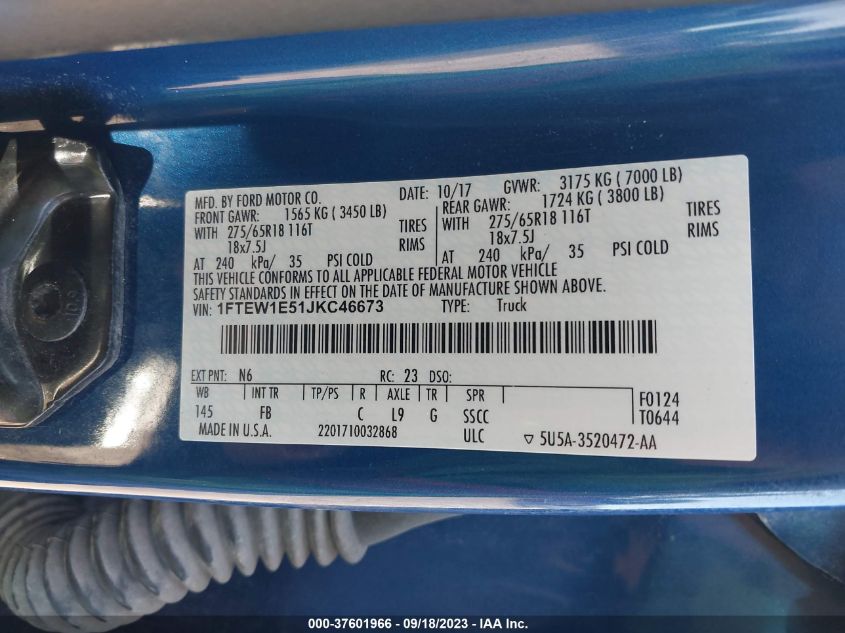 MFD. BY FORD MOTOR CO. DATE: 10/17 GVWR: 3175 KG ( 7000 LB)
FRONT GAWR: 1565 KG ( 3450 LB) REAR GAWR: 1724 KG ( 3800 LB)
WITH 275/65R18 116T TIRES WITH 275/65R18 116T TIRES
18x7.5J RIMS 18x7.5J RIMS
AT 240 kPa/ 35 PSI COLD AT 240 kPa/ 35 PSI COLD
THIS VEHICLE CONFORMS TO ALL APPLICABLE FEDERAL MOTOR VEHICLE
SAFETY STANDARDS IN EFFECT ON THE DATE OF MANUFACTURE SHOWN ABOVE.
VIN: 1FTEW1E51JKC46673 TYPE: Truck
EXT PNT: N6 RC: 23 DSO:
WB INT TR TP/PS R AXLE TR SPR F0124
145 FB C L9 G SSCC T0644
MADE IN U.S.A. 2201710032868 ULC ▽ 5U5A-3520472-AA
000-37601966 - 09/18/2023 - IAA Inc.